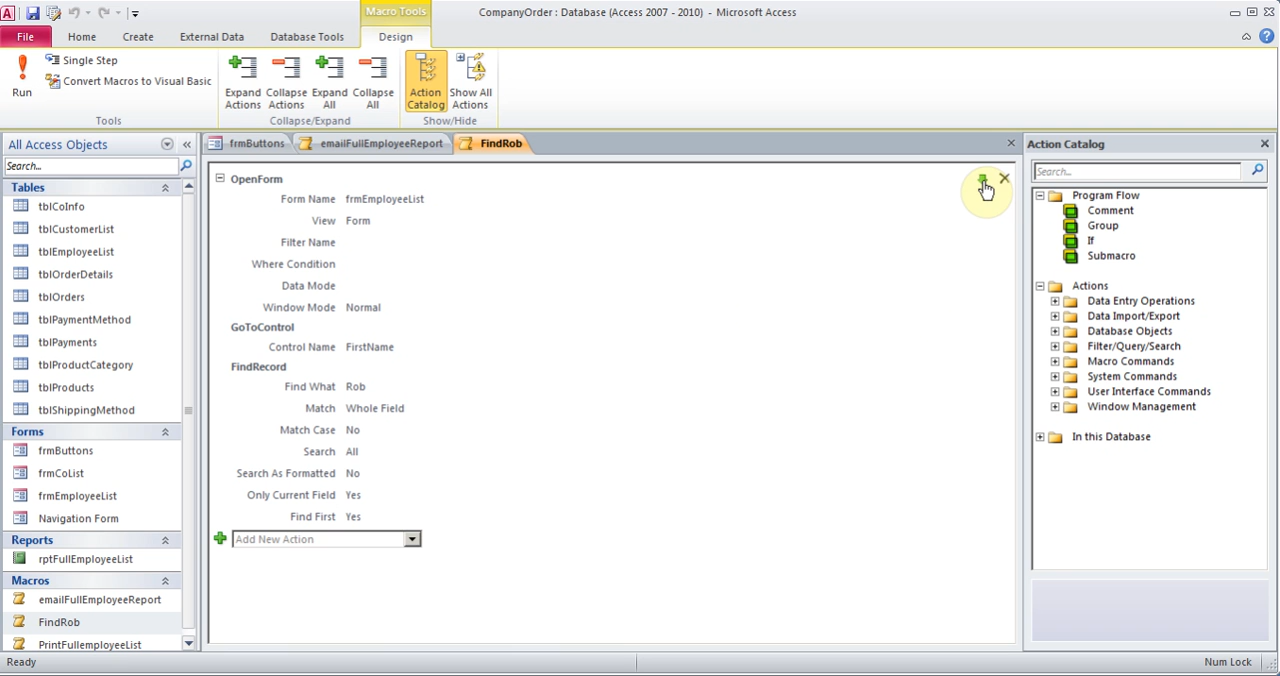 Macro Tools
CompanyOrder : Database (Access 2007 - 2010) - Microsoft Access
File Home Create External Data Database Tools Design
Run
Single Step
Convert Macros to Visual Basic
Expand Actions
Collapse Actions
Expand All
Collapse All
Action Catalog
Show All Actions
Tools Collapse/Expand Show/Hide
All Access Objects
Search...
Tables
tblCoInfo
tblCustomerList
tblEmployeeList
tblOrderDetails
tblOrders
tblPaymentMethod
tblPayments
tblProductCategory
tblProducts
tblShippingMethod
Forms
frmButtons
frmCoList
frmEmployeeList
Navigation Form
Reports
rptFullEmployeeList
Macros
emailFullEmployeeReport
FindRob
PrintFullemployeeList
frmButtons emailFullEmployeeReport FindRob
OpenForm
Form Name frmEmployeeList
View Form
Filter Name
Where Condition
Data Mode
Window Mode Normal
GoToControl
Control Name FirstName
FindRecord
Find What Rob
Match Whole Field
Match Case No
Search All
Search As Formatted No
Only Current Field Yes
Find First Yes
Add New Action
Action Catalog
Search...
Program Flow
Comment
Group
If
Submacro
Actions
Data Entry Operations
Data Import/Export
Database Objects
Filter/Query/Search
Macro Commands
System Commands
User Interface Commands
Window Management
In this Database
Ready
Num Lock